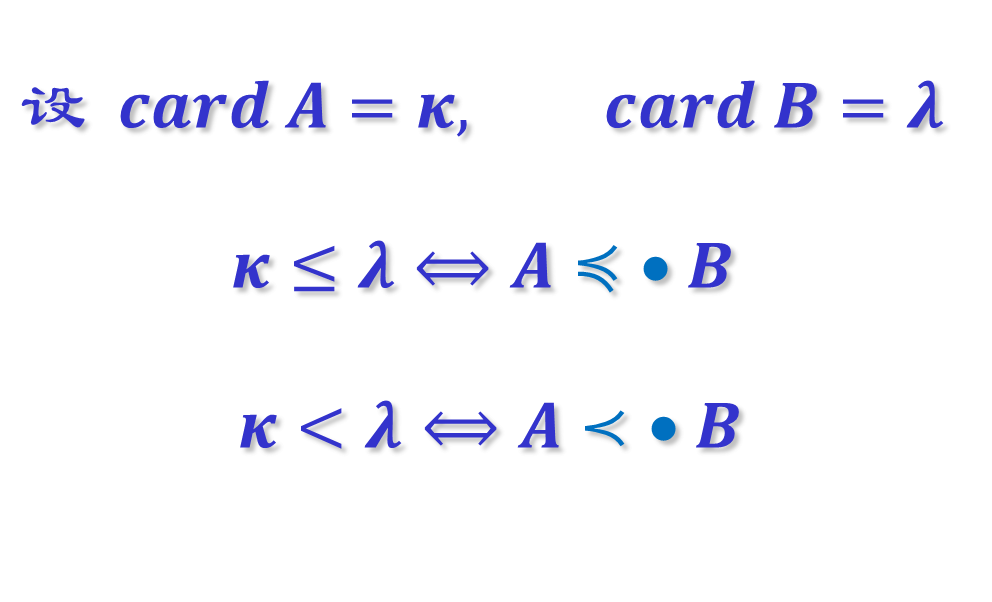 设 card A = κ, card B = λ
κ ≤ λ ⟺ A ≼ • B
κ < λ ⟺ A ≺ • B